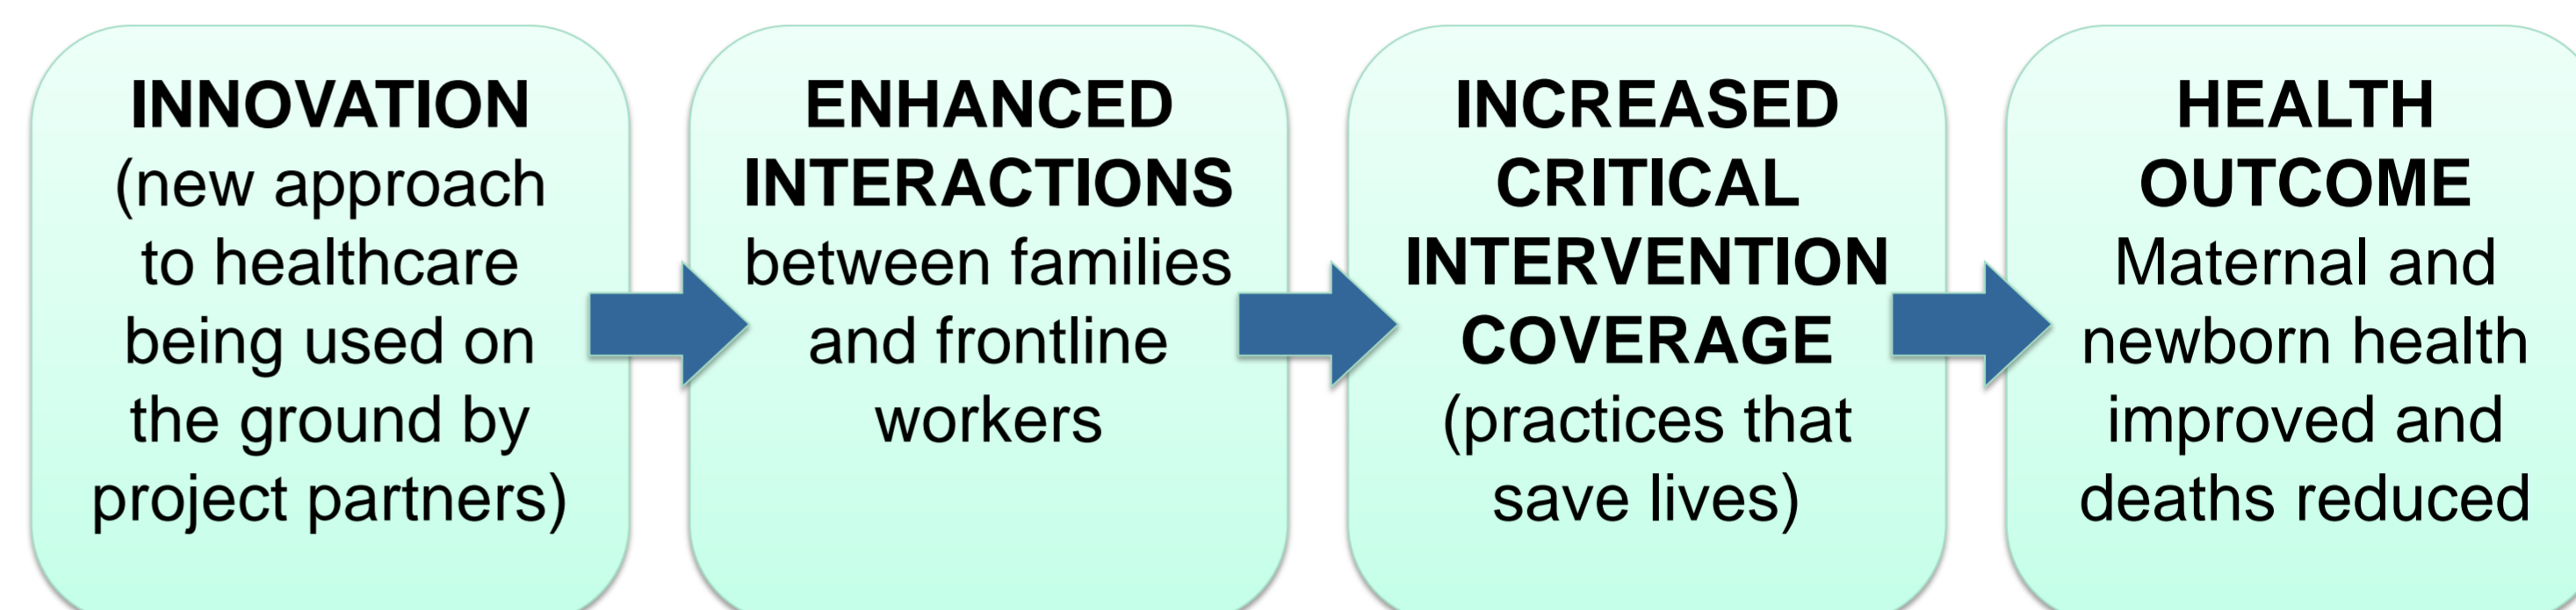 INNOVATION
(new approach
to healthcare
being used on
the ground by
project partners)
ENHANCED
INTERACTIONS
between families
and frontline
workers
INCREASED
CRITICAL
INTERVENTION
COVERAGE
(practices that
save lives)
HEALTH
OUTCOME
Maternal and
newborn health
improved and
deaths reduced